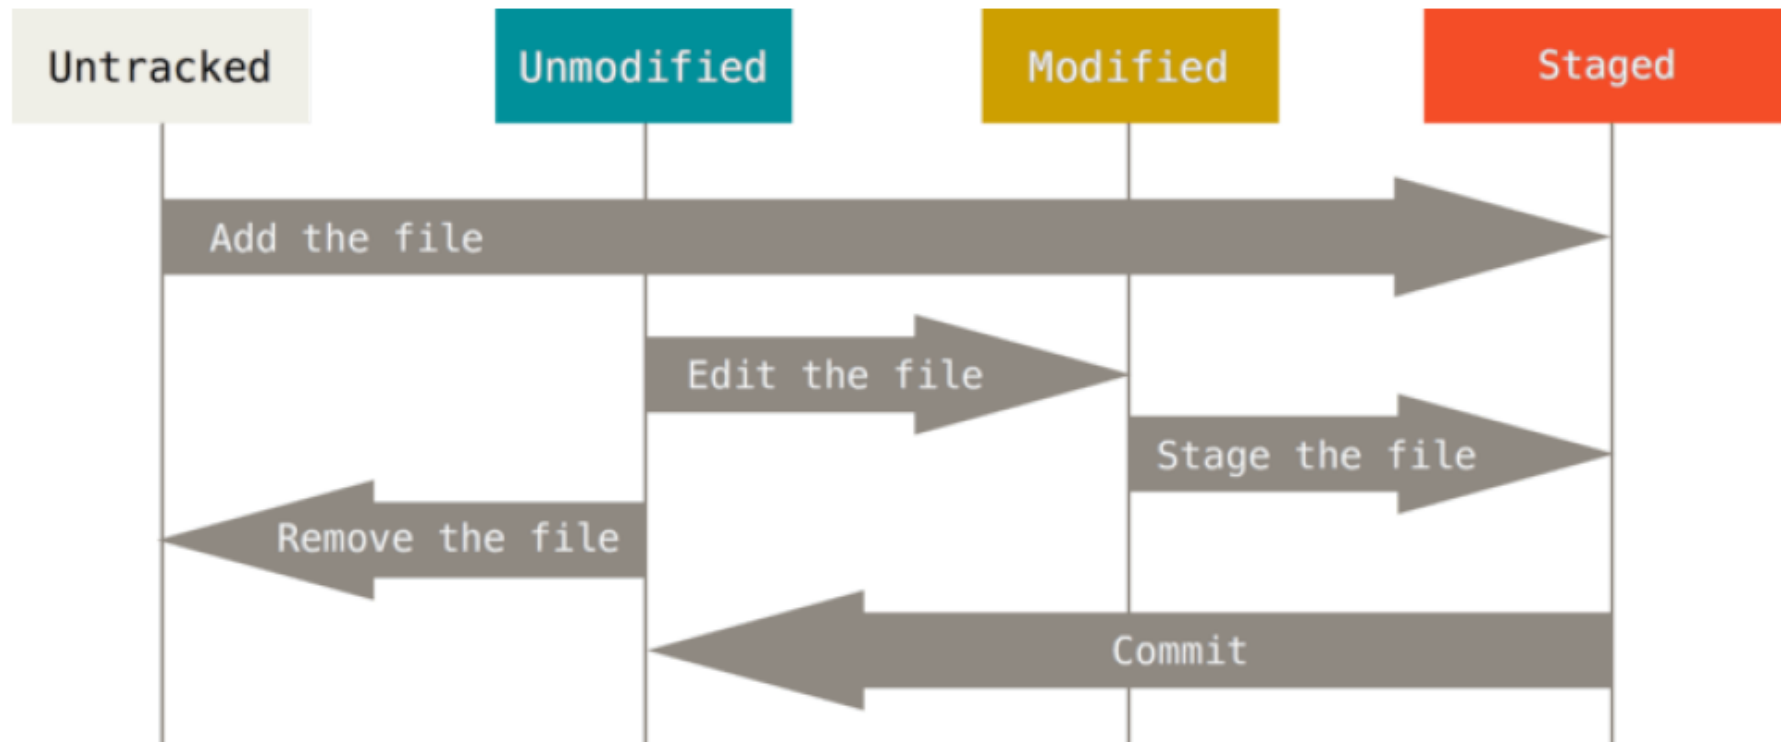 Untracked
Unmodified
Modified
Staged
Add the file
Edit the file
Stage the file
Remove the file
Commit